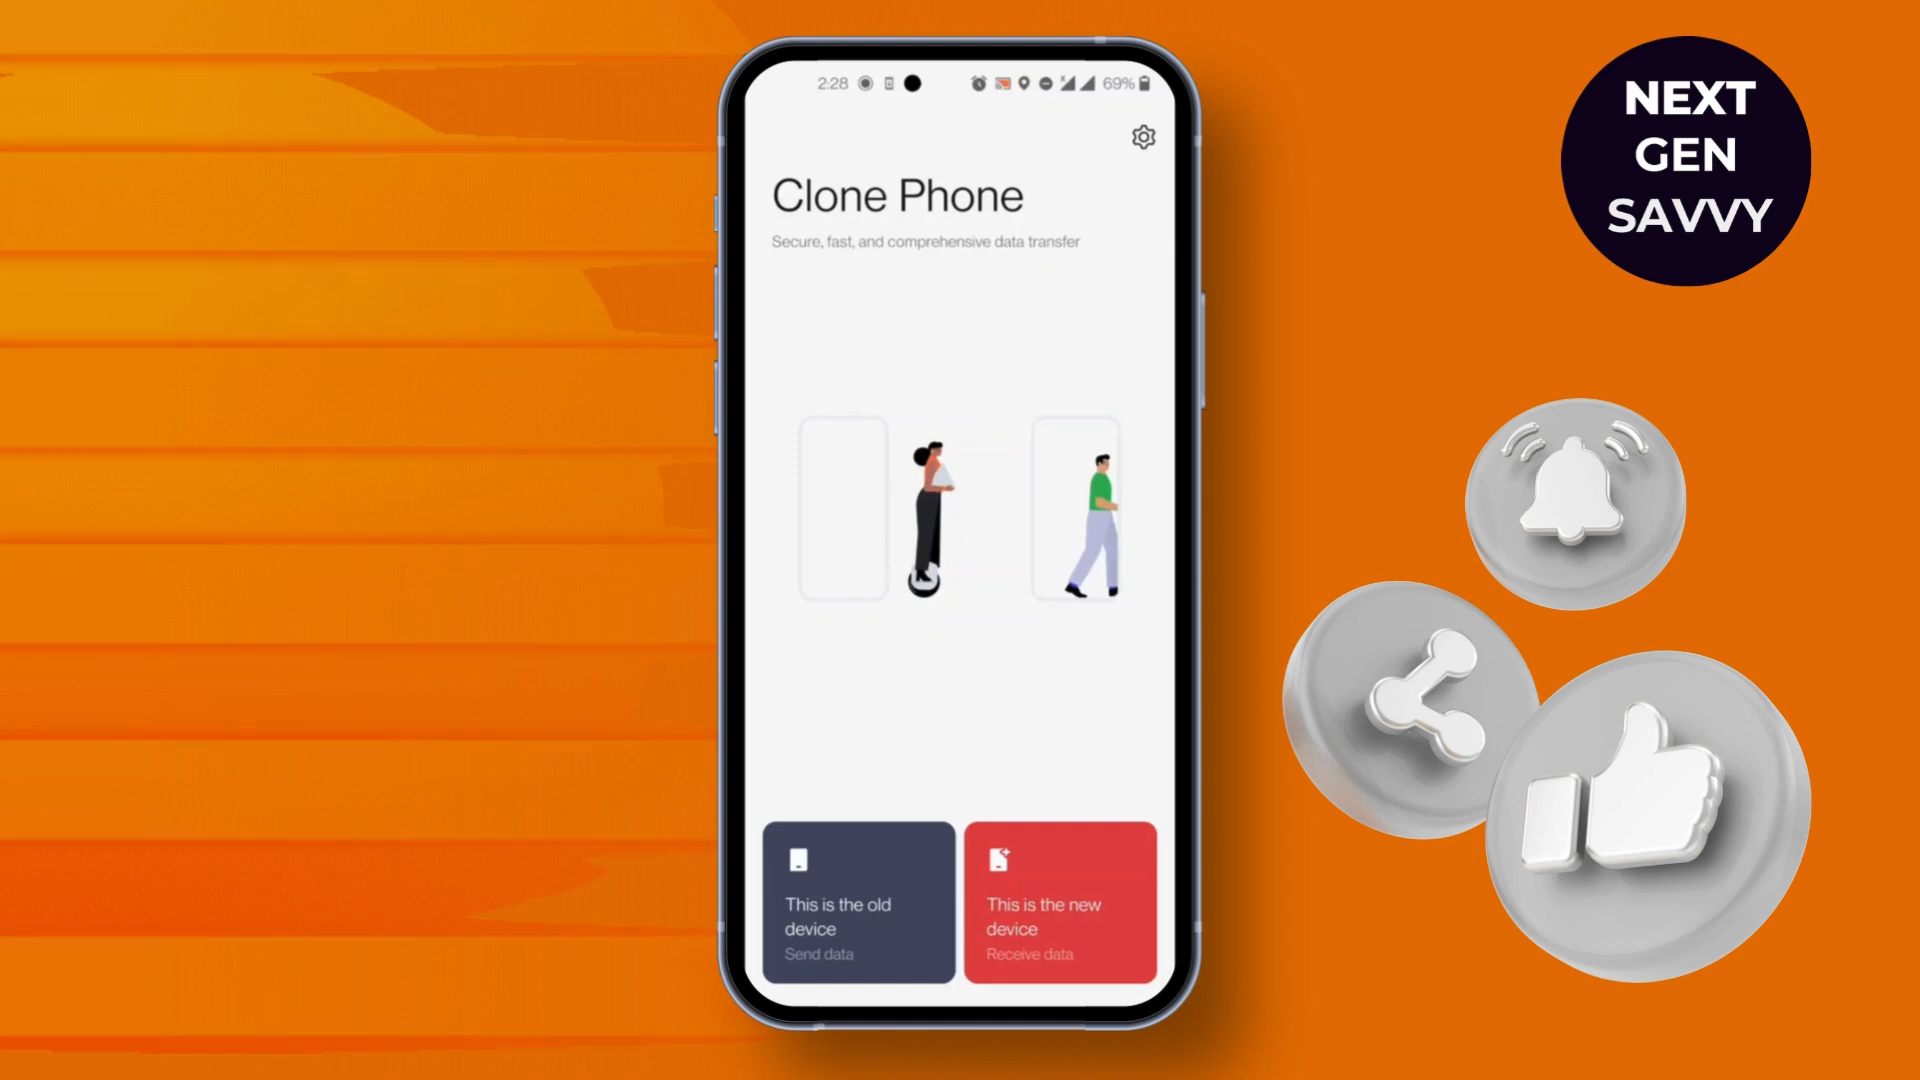 2:28
69%
NEXT
GEN
SAVVY
Clone Phone
Secure, fast, and comprehensive data transfer
This is the old
device
Send data
This is the new
device
Receive data